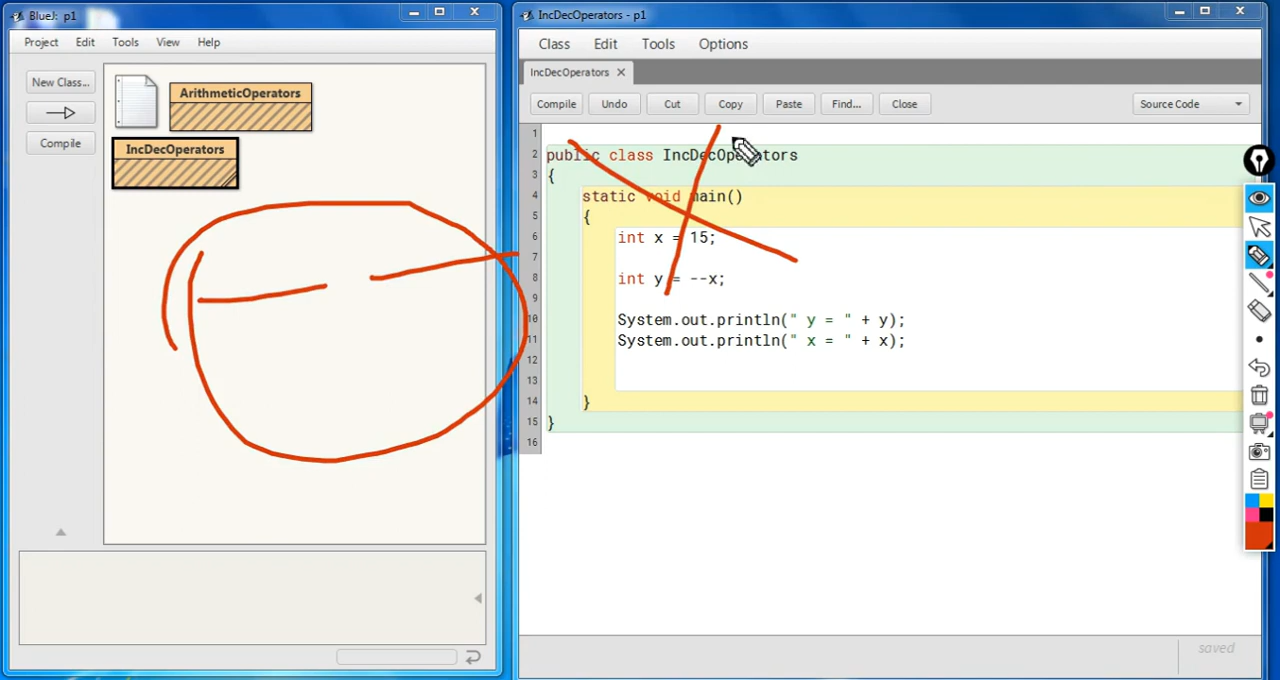 BlueJ: p1
Project Edit Tools View Help
New Class...
Compile
ArithmeticOperators
IncDecOperators
IncDecOperators - p1
Class Edit Tools Options
IncDecOperators ×
Compile Undo Cut Copy Paste Find... Close Source Code
1
2 public class IncDecOperators
3 {
4 static void main()
5 {
6 int x = 15;
7
8 int y = --x;
9
10 System.out.println(" y = " + y);
11 System.out.println(" x = " + x);
12
13
14 }
15 }
16
saved